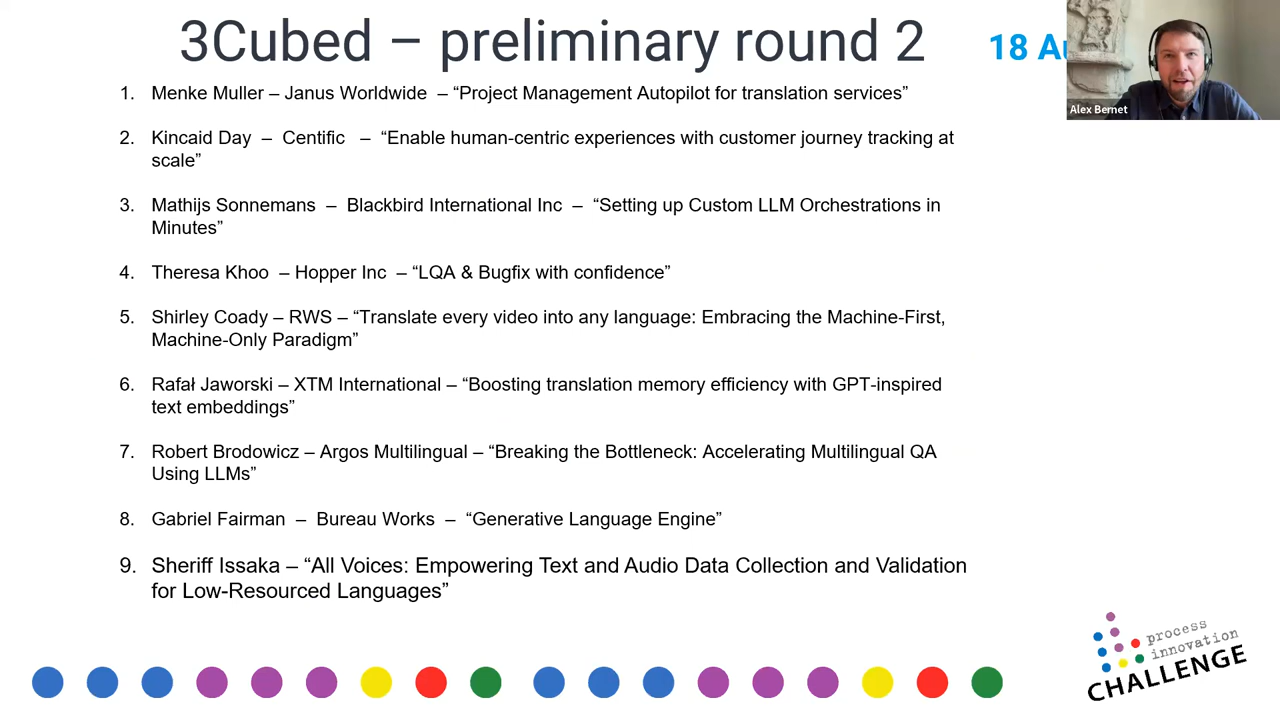 3Cubed – preliminary round 2
18 A
Alex Bernet
1. Menke Muller – Janus Worldwide – “Project Management Autopilot for translation services”
2. Kincaid Day – Centific – “Enable human-centric experiences with customer journey tracking at
scale”
3. Mathijs Sonnemans – Blackbird International Inc – “Setting up Custom LLM Orchestrations in
Minutes”
4. Theresa Khoo – Hopper Inc – “LQA & Bugfix with confidence”
5. Shirley Coady – RWS – “Translate every video into any language: Embracing the Machine-First,
Machine-Only Paradigm”
6. Rafał Jaworski – XTM International – “Boosting translation memory efficiency with GPT-inspired
text embeddings”
7. Robert Brodowicz – Argos Multilingual – “Breaking the Bottleneck: Accelerating Multilingual QA
Using LLMs”
8. Gabriel Fairman – Bureau Works – “Generative Language Engine”
9. Sheriff Issaka – “All Voices: Empowering Text and Audio Data Collection and Validation
for Low-Resourced Languages”
process
innovation
CHALLENGE